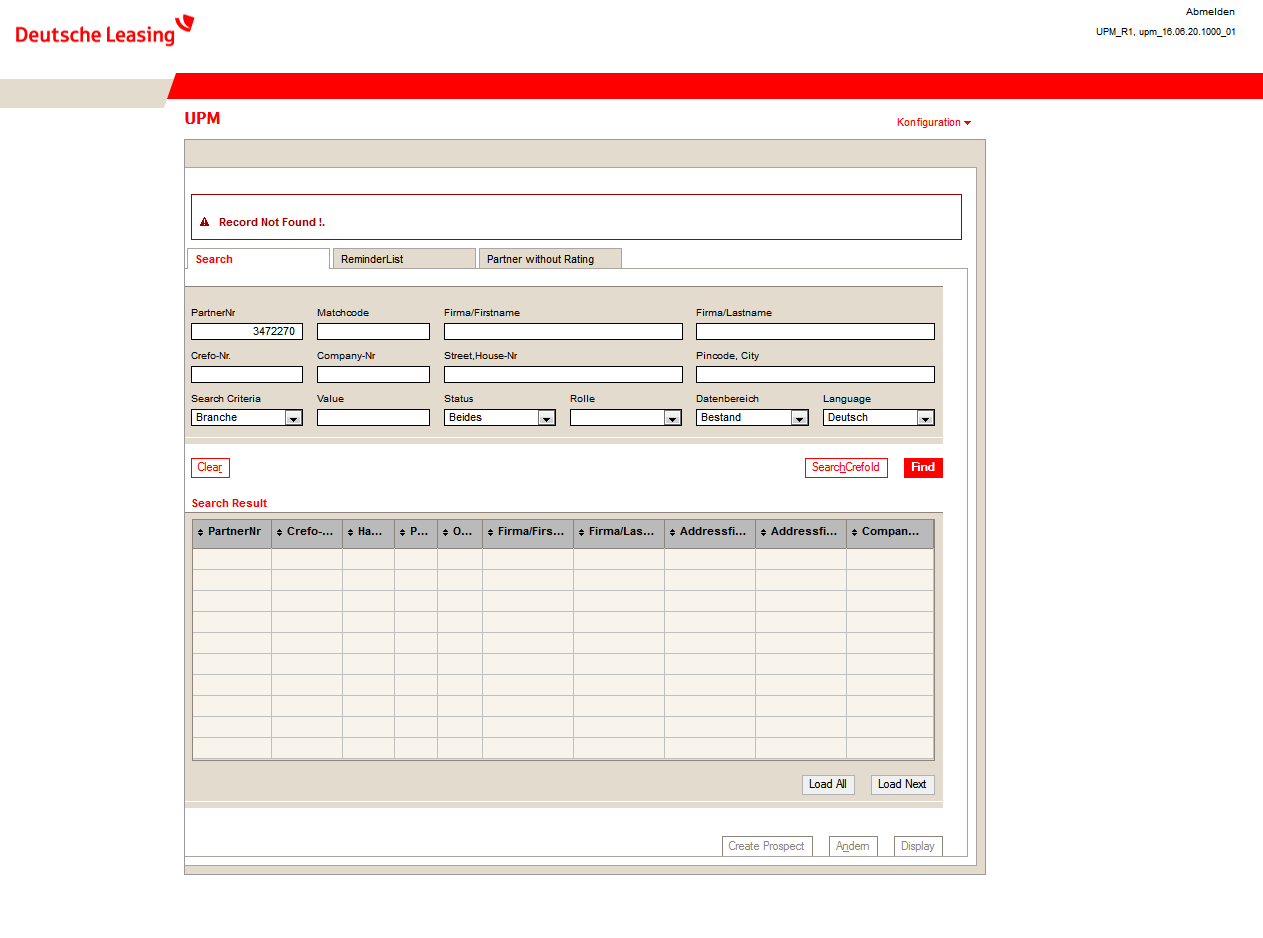 Abmelden
Deutsche Leasing
UPM_R1, upm_16.06.20.1000_01
UPM
Konfiguration
Record Not Found !.
Search ReminderList Partner without Rating
PartnerNr Matchcode Firma/Firstname Firma/Lastname
3472270
Crefo-Nr. Company-Nr Street,House-Nr Pincode, City
Search Criteria Value Status Rolle Datenbereich Language
Branche Beides Bestand Deutsch
Clear SearchCrefoId Find
Search Result
PartnerNr Crefo-... Ha... P... O... Firma/Firs... Firma/Las... Addressfi... Addressfi... Compan...
Load All Load Next
Create Prospect Ändern Display